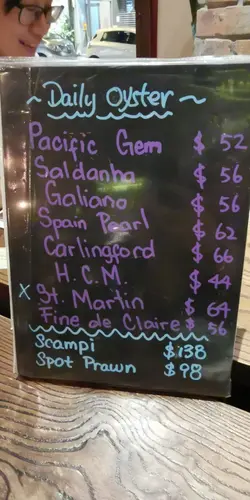 ~ Daily Oyster ~
Pacific Gem $ 52
Saldanha $ 56
Galiano $ 56
Spain Pearl $ 62
Carlingford $ 66
H.C.M. $ 44
x St. Martin $ 64
Fine de Claire $ 56
Scampi $138
Spot Prawn $98